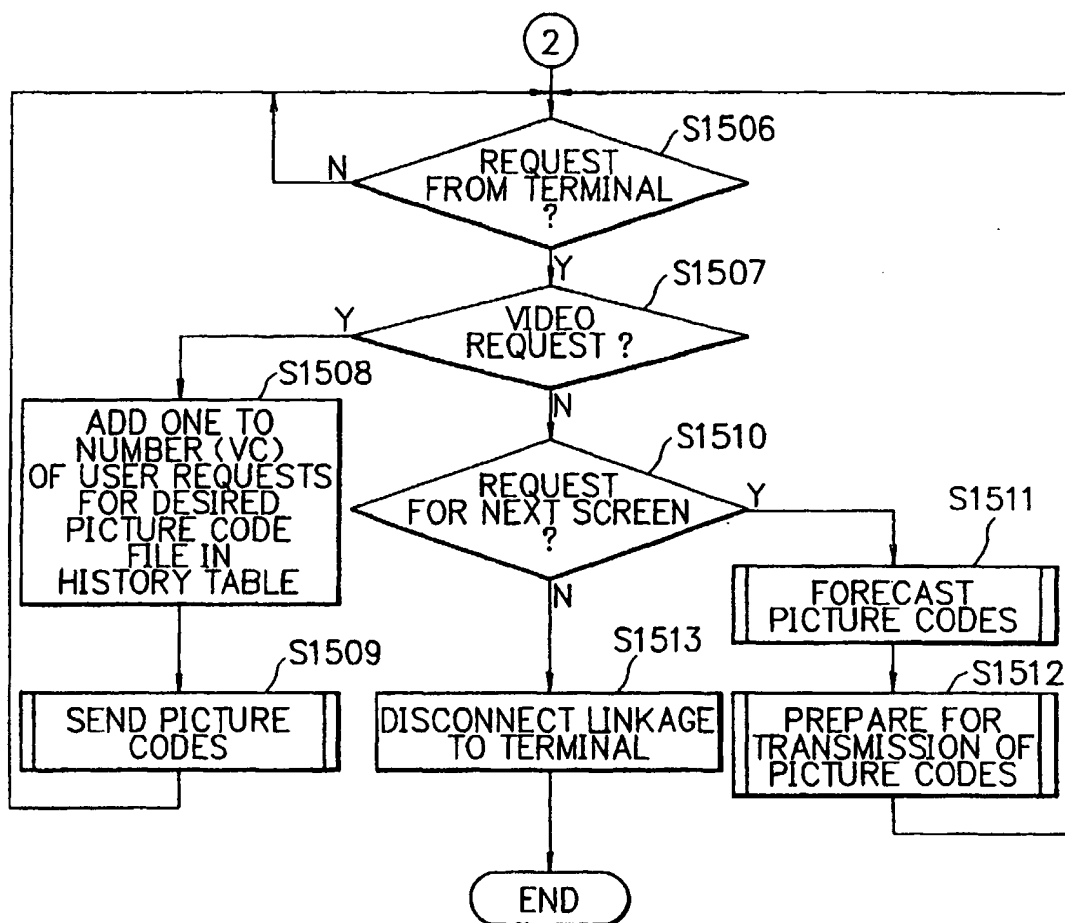 2
S1506
REQUEST
FROM TERMINAL
?
N
Y
S1507
VIDEO
REQUEST ?
Y
N
S1508
ADD ONE TO
NUMBER (VC)
OF USER REQUESTS
FOR DESIRED
PICTURE CODE
FILE IN
HISTORY TABLE
S1510
REQUEST
FOR NEXT SCREEN
?
Y
N
S1511
FORECAST
PICTURE CODES
S1509
SEND PICTURE
CODES
S1513
DISCONNECT LINKAGE
TO TERMINAL
S1512
PREPARE FOR
TRANSMISSION OF
PICTURE CODES
END